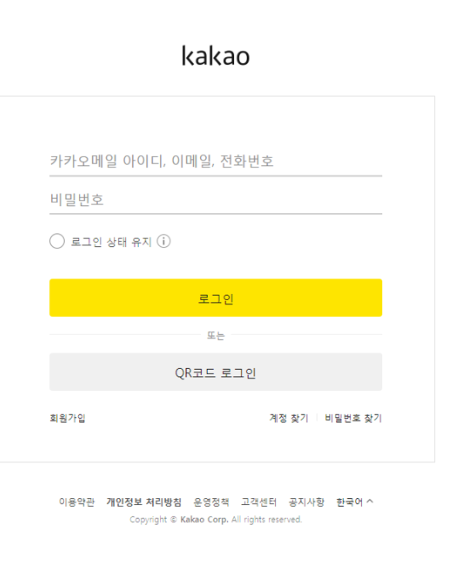 kakao
카카오메일 아이디, 이메일, 전화번호
비밀번호
로그인 상태 유지 i
로그인
또는
QR코드 로그인
회원가입 계정 찾기 비밀번호 찾기
이용약관 개인정보 처리방침 운영정책 고객센터 공지사항 한국어
Copyright © Kakao Corp. All rights reserved.